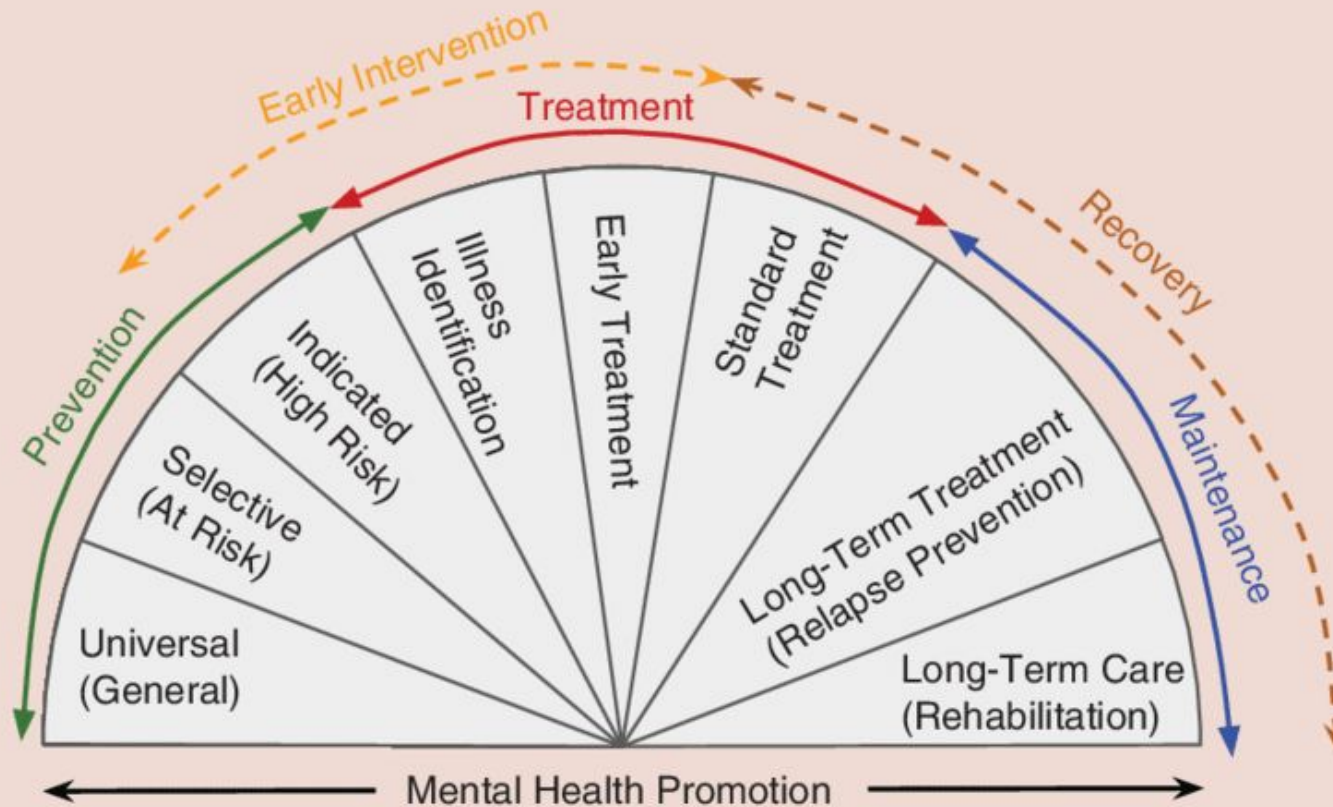 Early Intervention
Treatment
Recovery
Prevention
Maintenance
Universal
(General)
Selective
(At Risk)
Indicated
(High Risk)
Illness
Identification
Early Treatment
Standard
Treatment
Long-Term Treatment
(Relapse Prevention)
Long-Term Care
(Rehabilitation)
Mental Health Promotion